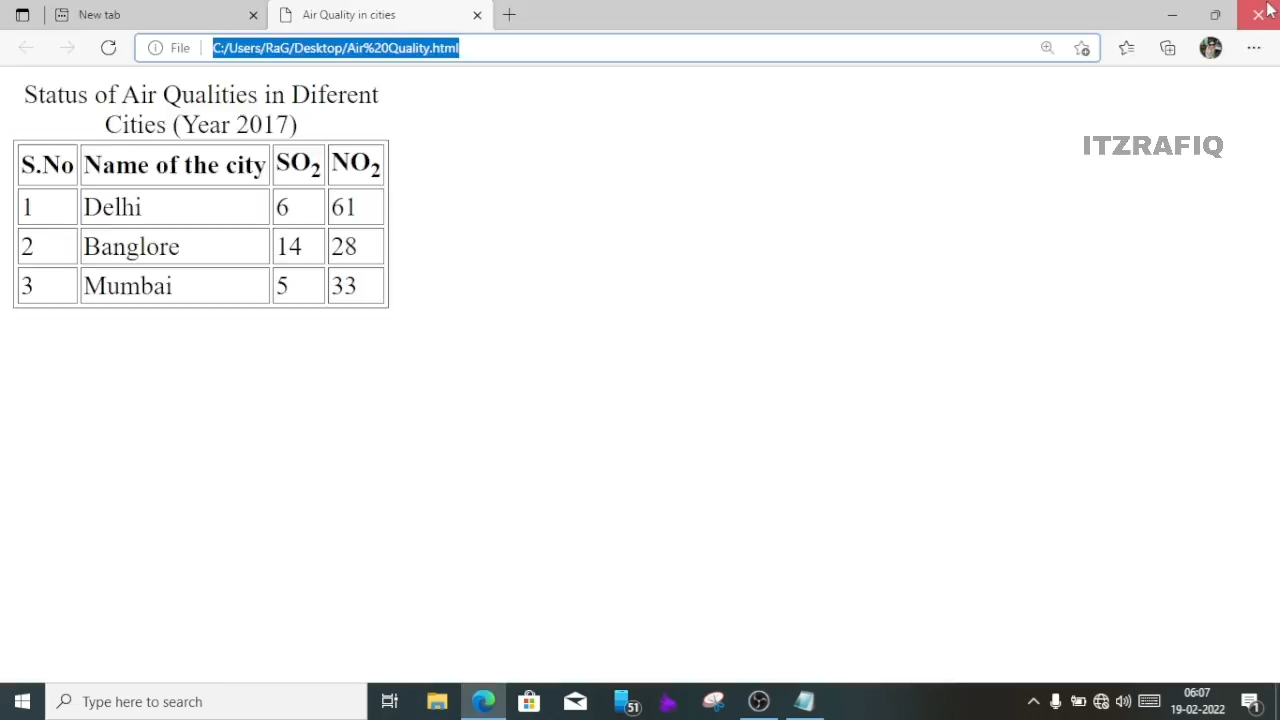 New tab
Air Quality in cities
File
C:/Users/RaG/Desktop/Air%20Quality.html
Status of Air Qualities in Diferent
Cities (Year 2017)
ITZRAFIQ
S.No Name of the city SO2 NO2
1 Delhi 6 61
2 Banglore 14 28
3 Mumbai 5 33
Type here to search
51
06:07
19-02-2022
1